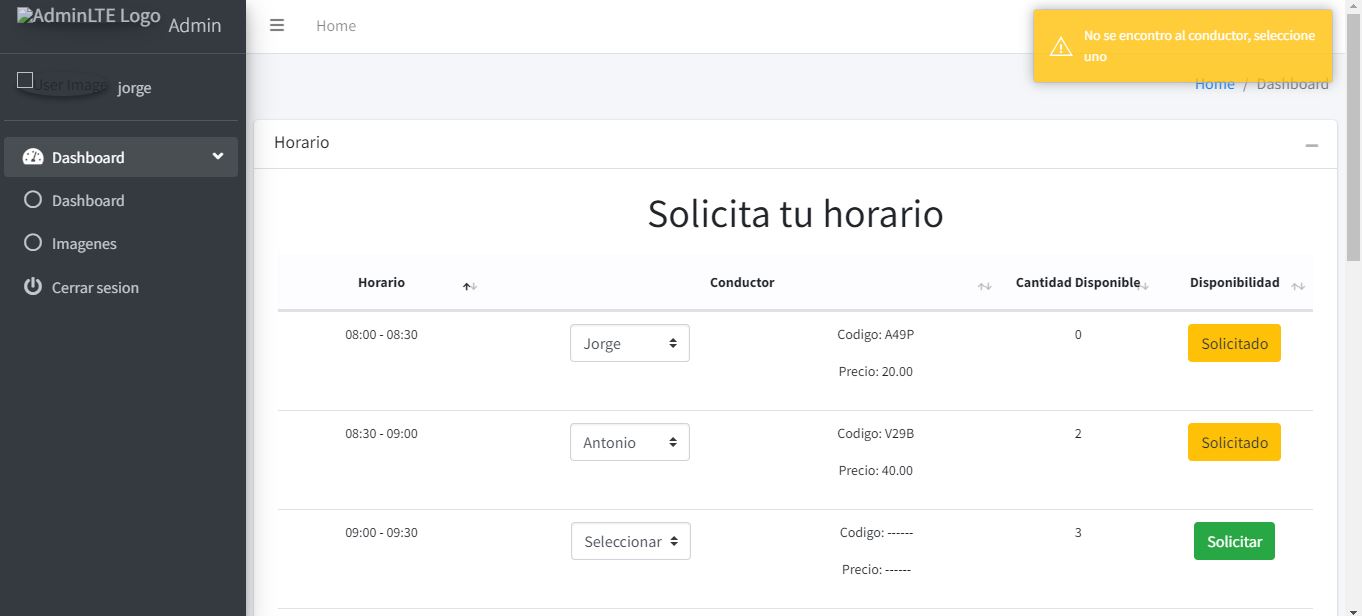 AdminLTE Logo Admin
Home
No se encontro al conductor, seleccione
uno
User Image jorge
Home / Dashboard
Dashboard
Dashboard
Imagenes
Cerrar sesion
Horario
Solicita tu horario
Horario Conductor Cantidad Disponible Disponibilidad
08:00 - 08:30 Jorge Codigo: A49P 0 Solicitado
Precio: 20.00
08:30 - 09:00 Antonio Codigo: V29B 2 Solicitado
Precio: 40.00
09:00 - 09:30 Seleccionar Codigo: ------ 3 Solicitar
Precio: ------